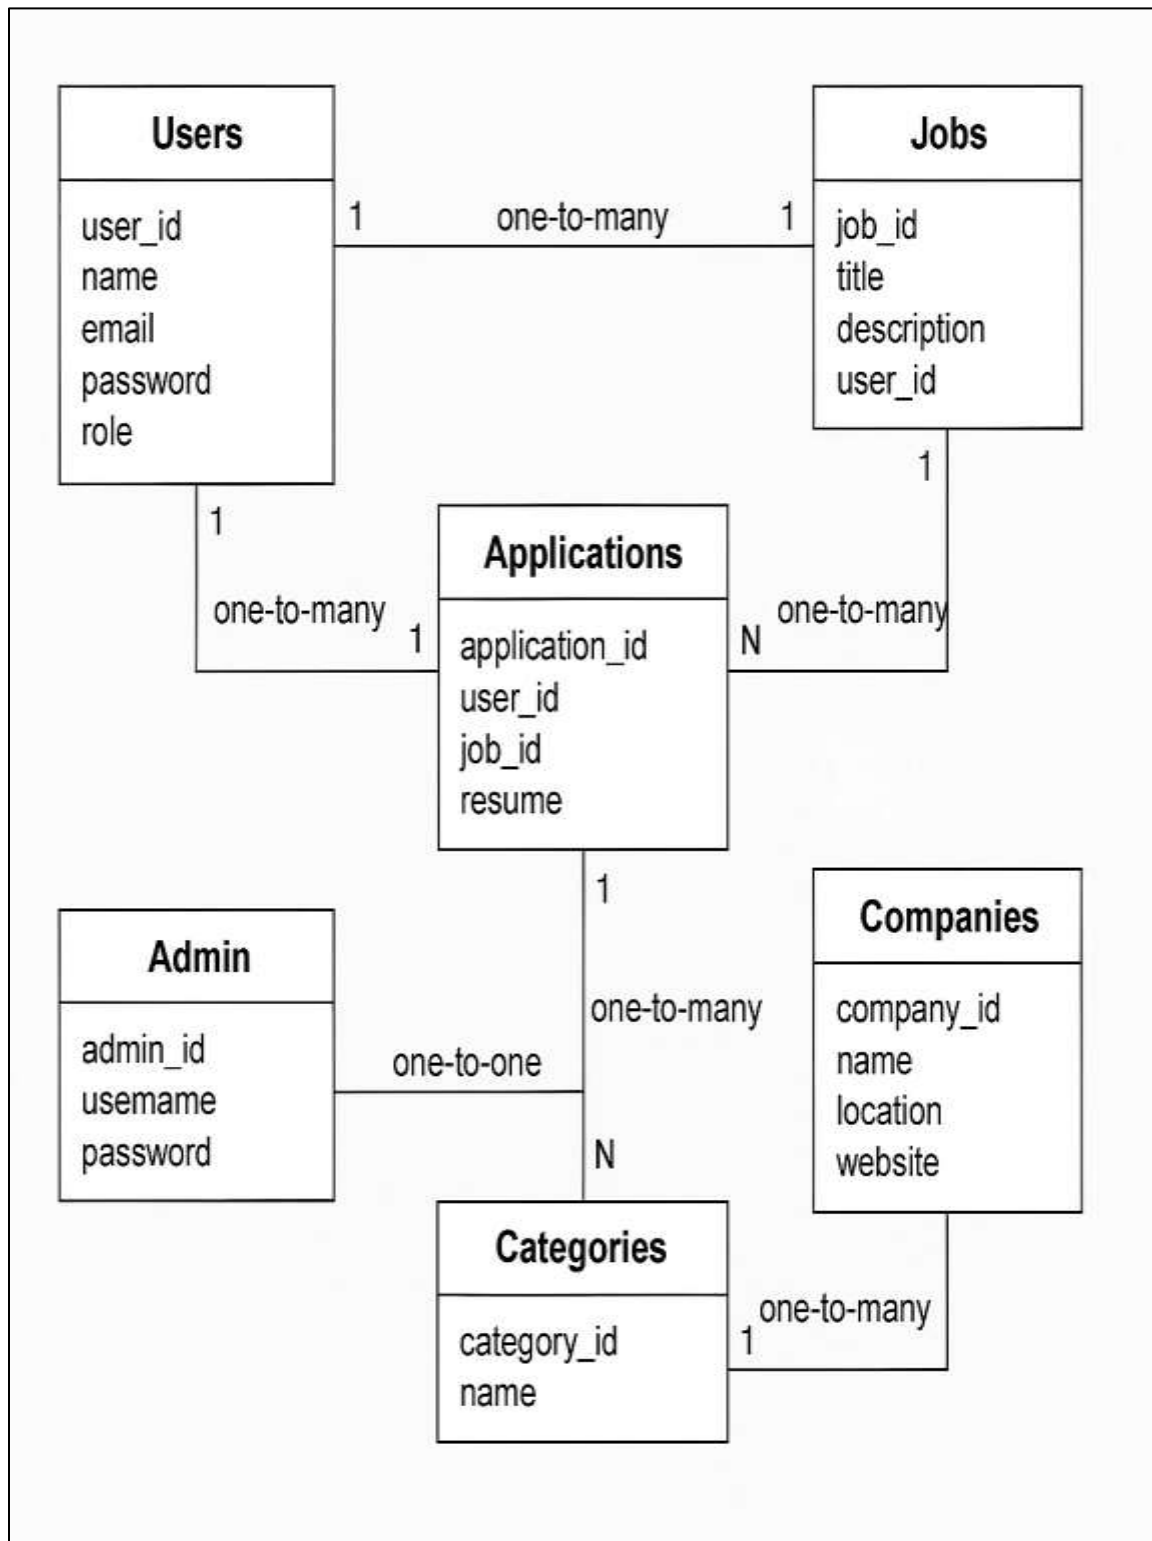 Users
user_id
name
email
password
role
1 one-to-many 1
Jobs
job_id
title
description
user_id
1
one-to-many
1
Applications
application_id
user_id
job_id
resume
1
one-to-many
N
1
one-to-many
N
Admin
admin_id
usemame
password
one-to-one
Companies
company_id
name
location
website
Categories
category_id
name
1
one-to-many